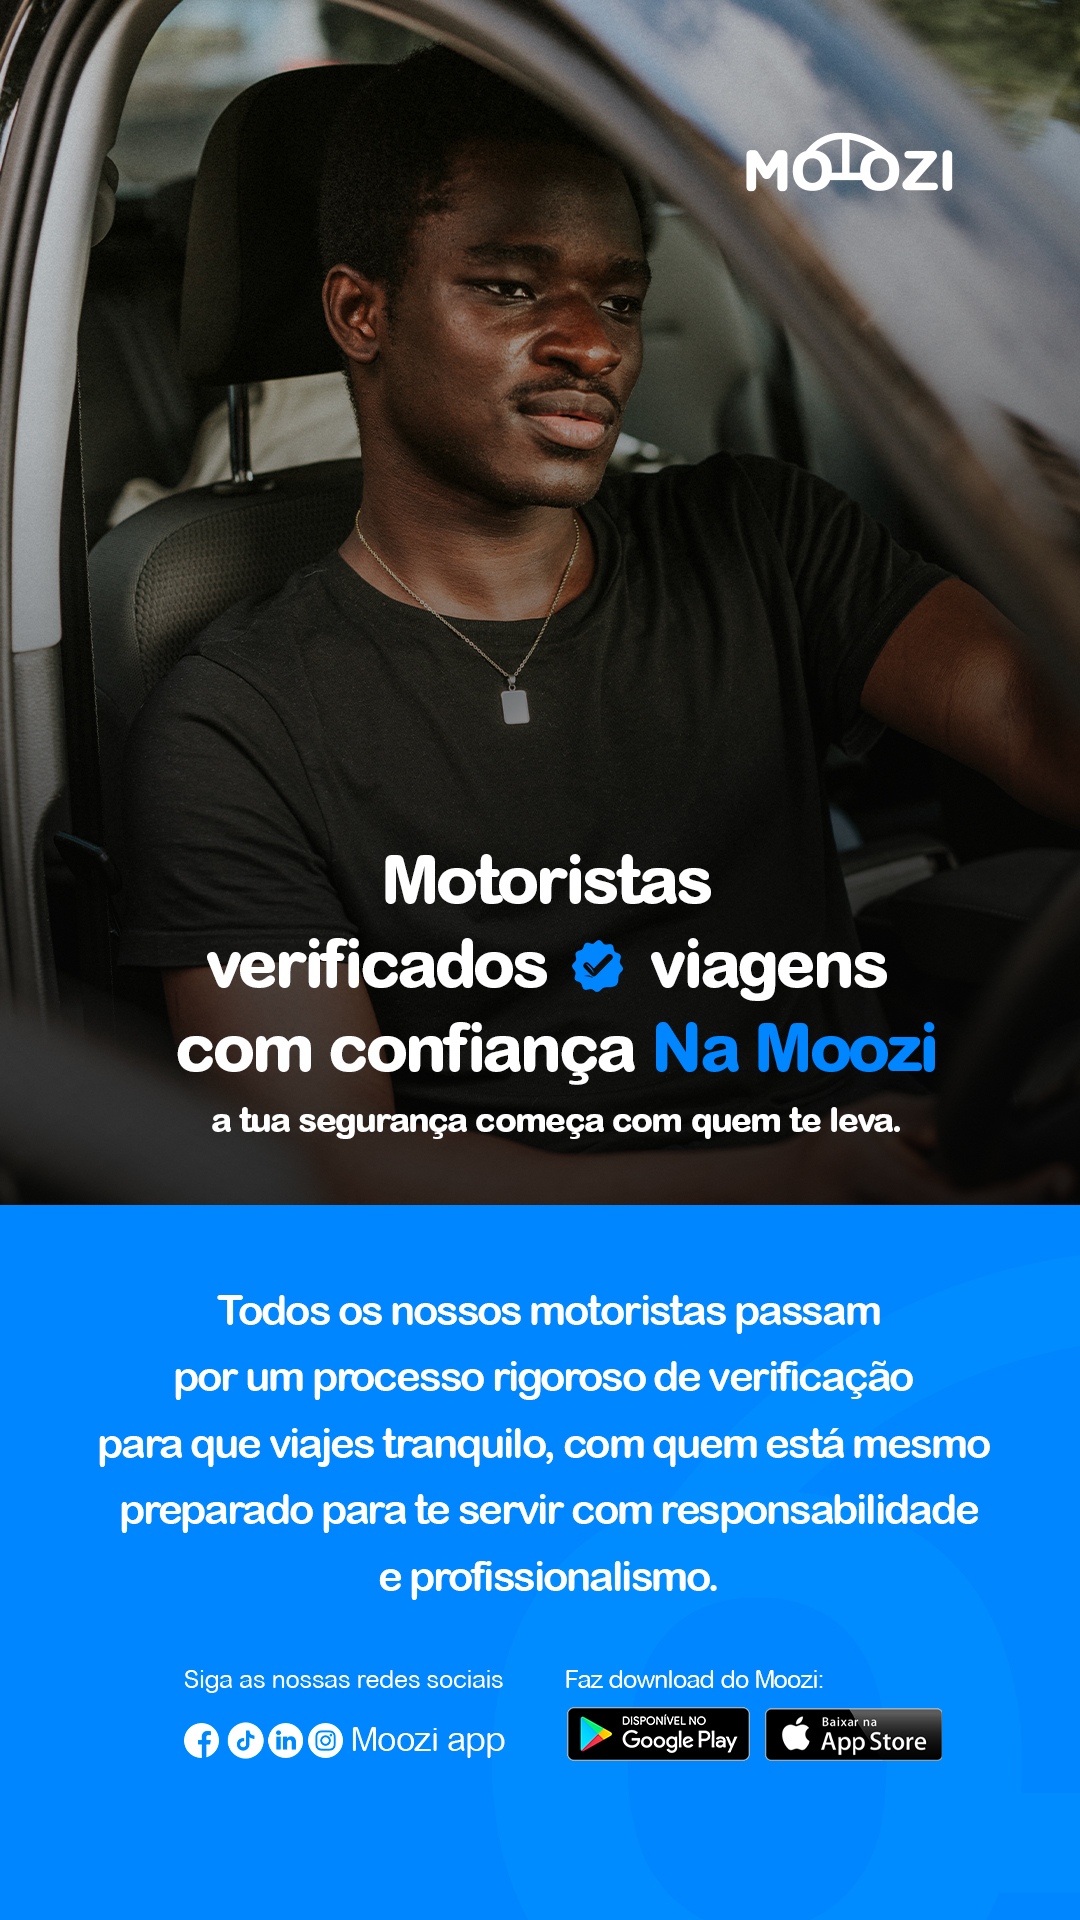 MOOZI
Motoristas
verificados viagens
com confiança Na Moozi
a tua segurança começa com quem te leva.
Todos os nossos motoristas passam
por um processo rigoroso de verificação
para que viajes tranquilo, com quem está mesmo
preparado para te servir com responsabilidade
e profissionalismo.
Siga as nossas redes sociais
Moozi app
Faz download do Moozi:
DISPONÍVEL NO
Google Play
Baixar na
App Store